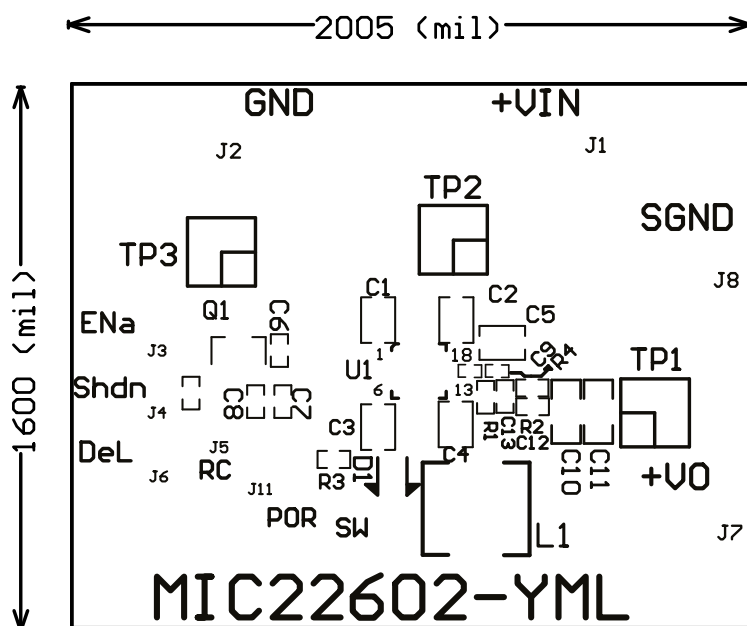 2005 (mil)
1600 (mil)
GND
+VIN
J2
J1
TP2
SGND
TP3
J8
Q1
C6
C1
C2
C5
ENa
J3
U1
1
18
C9
R4
TP1
Shdn
J4
C8
C7
6
13
C3
R1
C13
R2
C12
DeL
J5
RC
J6
J11
R3
D1
C4
C10
C11
+VO
POR
SW
L1
J7
MIC22602-YML